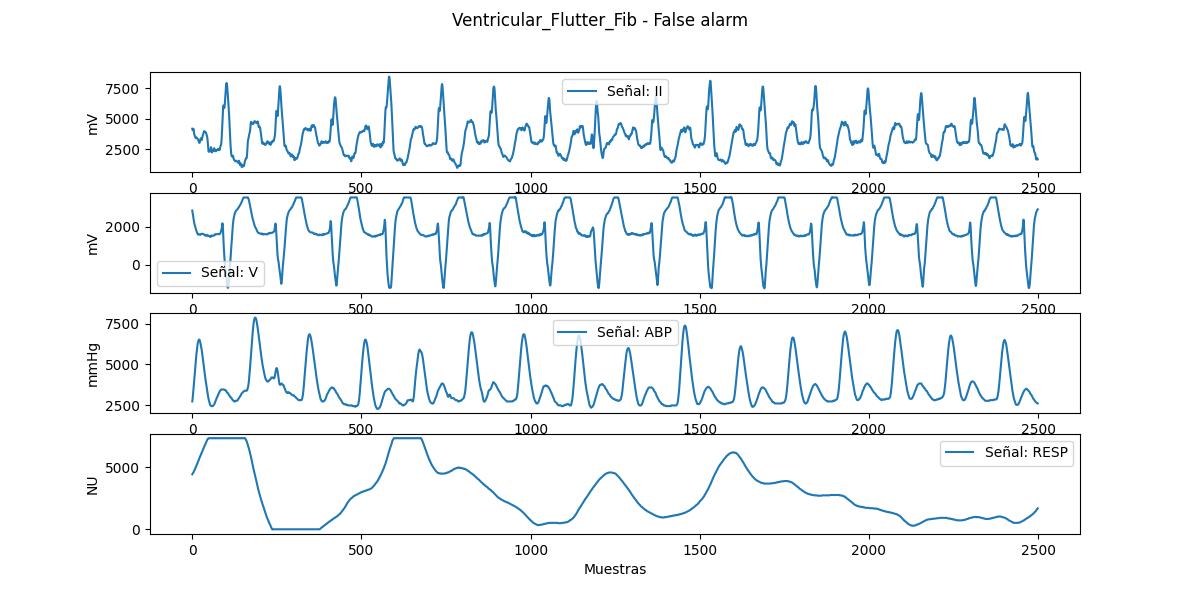 Ventricular_Flutter_Fib - False alarm
7500
5000
2500
mV
Señal: II
0 500 1000 1500 2000 2500
2000
0
mV
Señal: V
0 500 1000 1500 2000 2500
7500
5000
2500
mmHg
Señal: ABP
0 500 1000 1500 2000 2500
5000
0
NU
Señal: RESP
0 500 1000 1500 2000 2500
Muestras